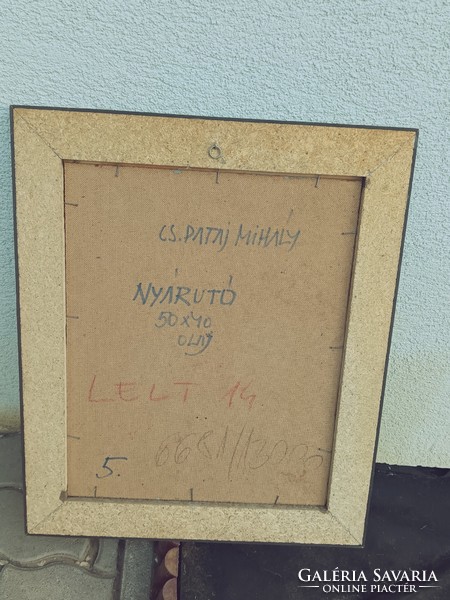 CS. PATAJ MIHÁLY
NYÁRUTÓ
50x40
OLAJ
LELT 14.
5.
GALÉRIA SAVARIA
ONLINE PIACTÉR